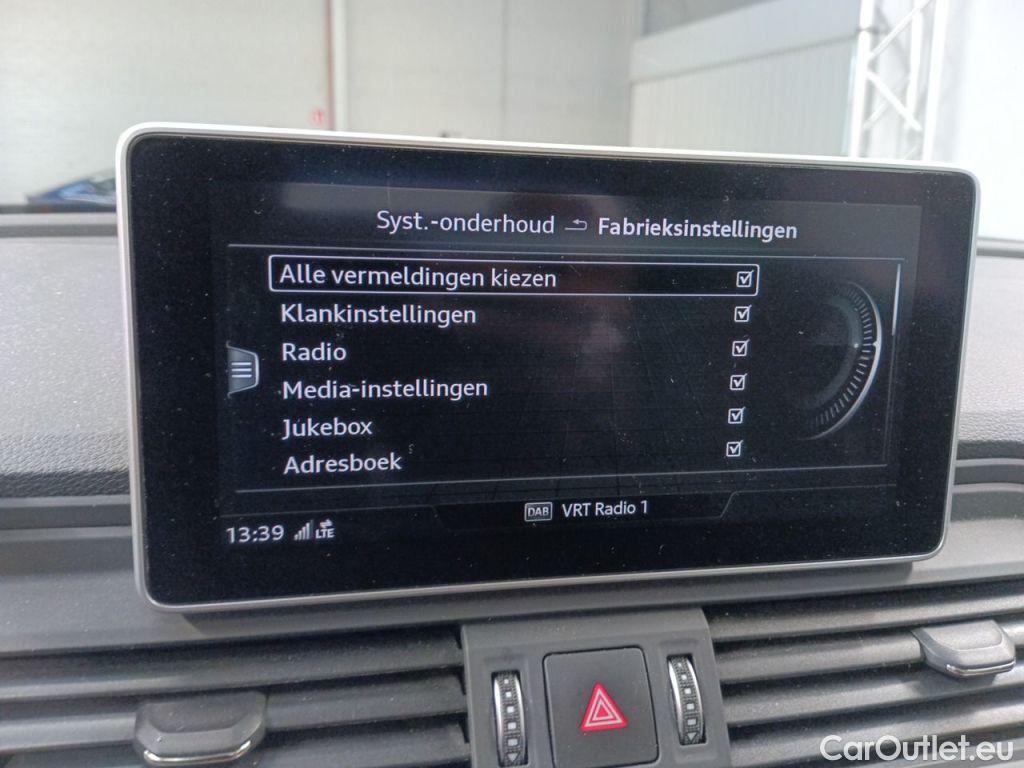 Syst.-onderhoud Fabrieksinstellingen
Alle vermeldingen kiezen
Klankinstellingen
Radio
Media-instellingen
Jukebox
Adresboek
DAB VRT Radio 1
13:39 LTE
CarOutlet.eu